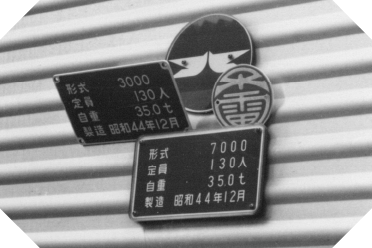 形式 3000
定員 130人
自重 35.0t
製造 昭和44年12月
形式 7000
定員 130人
自重 35.0t
製造 昭和44年12月